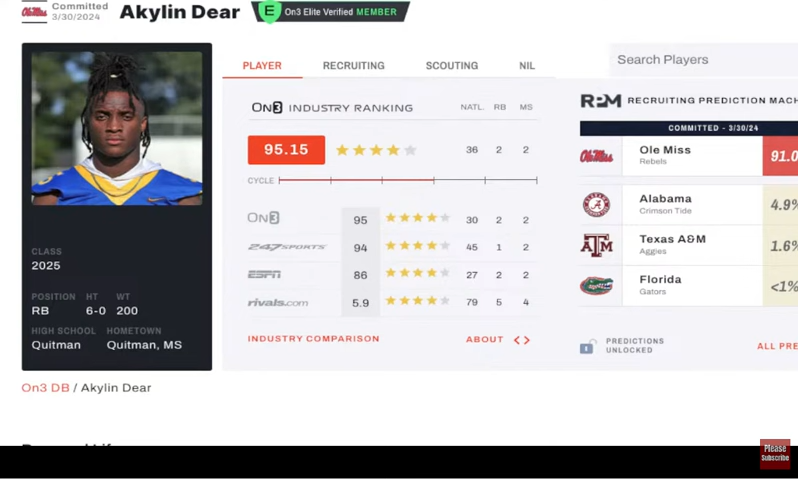 Ole Miss Committed Akylin Dear E On3 Elite Verified MEMBER
3/30/2024
PLAYER RECRUITING SCOUTING NIL Search Players
On3 INDUSTRY RANKING NATL. RB MS
RPM RECRUITING PREDICTION MACH
COMMITTED - 3/30/24
95.15 36 2 2
Ole Miss Ole Miss 91.0
Rebels
CYCLE
On3 95 30 2 2
Alabama 4.9%
Crimson Tide
247SPORTS 94 45 1 2
ATM Texas A&M 1.6%
Aggies
ESPN 86 27 2 2
Florida <1%
Gators
rivals.com 5.9 79 5 4
CLASS
2025
POSITION HT WT
RB 6-0 200
HIGH SCHOOL HOMETOWN
Quitman Quitman, MS
INDUSTRY COMPARISON ABOUT < >
PREDICTIONS
UNLOCKED
ALL PRE
On3 DB / Akylin Dear
Please
Subscribe